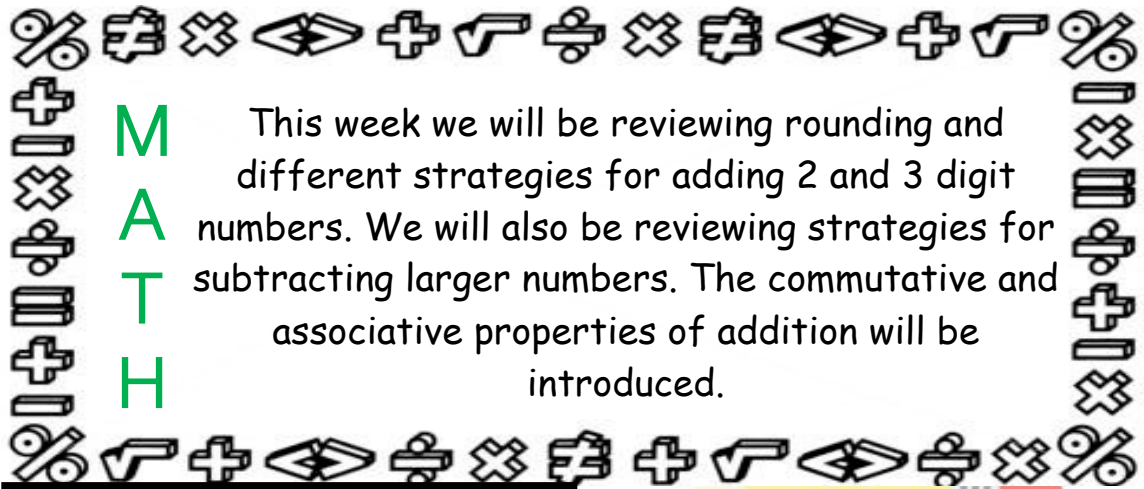 MATH
This week we will be reviewing rounding and
different strategies for adding 2 and 3 digit
numbers. We will also be reviewing strategies for
subtracting larger numbers. The commutative and
associative properties of addition will be
introduced.